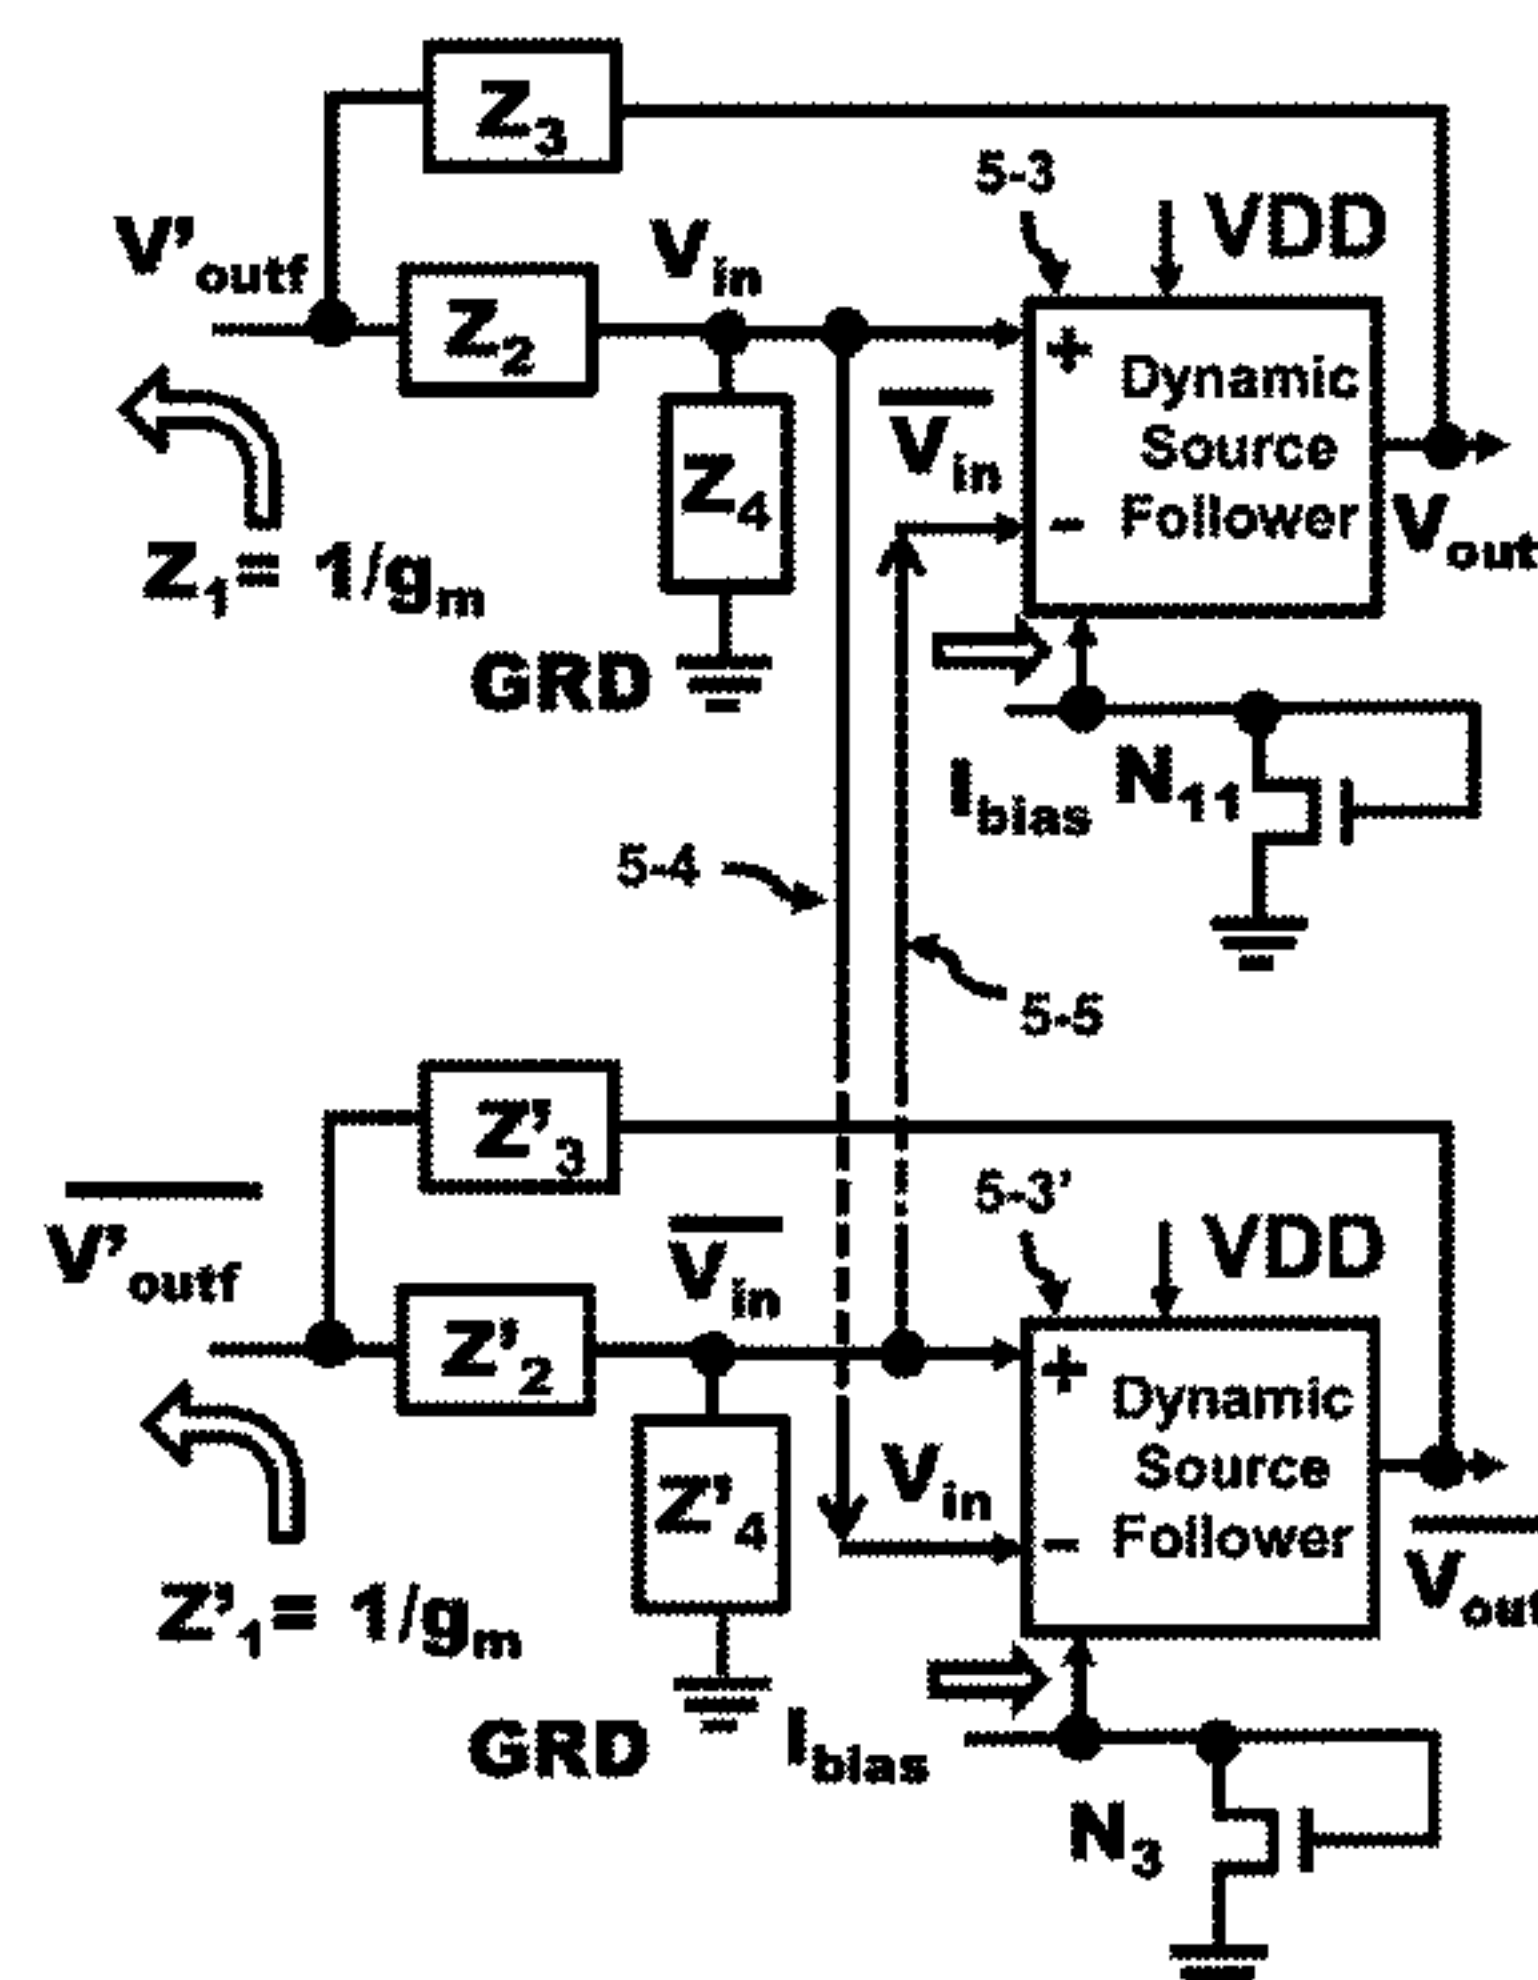 Z3
5-3
VDD
V'outf
Vin
Z2
+
Dynamic
Source
Follower
Vin
-
Z4
Vout
Z1= 1/gm
GRD
Ibias
N11
5-4
5-5
Z'3
5-3'
VDD
V'outf
Vin
Z'2
+
Dynamic
Source
Follower
Vin
-
Z'4
Vout
Z'1= 1/gm
GRD
Ibias
N3